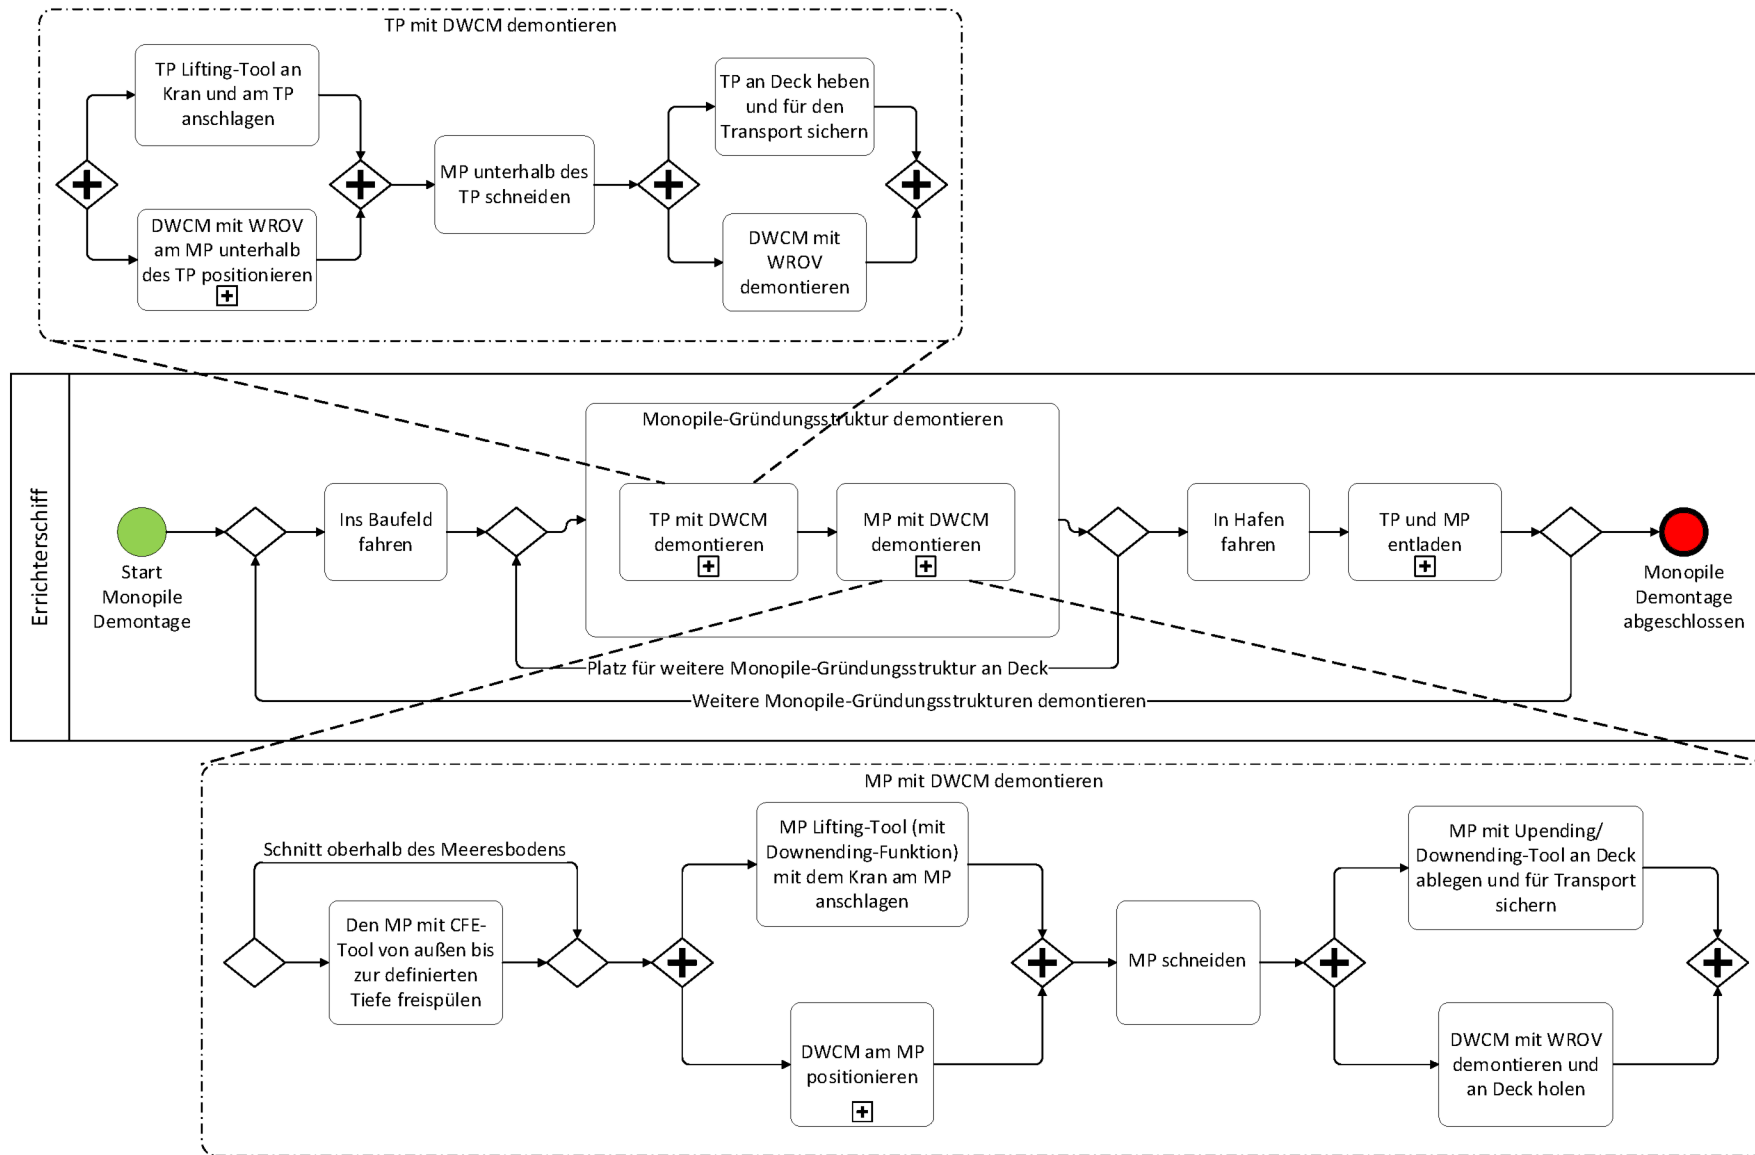 TP mit DWCM demontieren
TP Lifting-Tool an
Kran und am TP
anschlagen
DWCM mit WROV
am MP unterhalb
des TP positionieren
MP unterhalb des
TP schneiden
TP an Deck heben
und für den
Transport sichern
DWCM mit
WROV
demontieren
Errichterschiff
Start
Monopile
Demontage
Ins Baufeld
fahren
Monopile-Gründungsstruktur demontieren
TP mit DWCM
demontieren
MP mit DWCM
demontieren
In Hafen
fahren
TP und MP
entladen
Monopile
Demontage
abgeschlossen
Platz für weitere Monopile-Gründungsstruktur an Deck
Weitere Monopile-Gründungsstrukturen demontieren
MP mit DWCM demontieren
Schnitt oberhalb des Meeresbodens
Den MP mit CFE-
Tool von außen bis
zur definierten
Tiefe freispülen
MP Lifting-Tool (mit
Downending-Funktion)
mit dem Kran am MP
anschlagen
DWCM am MP
positionieren
MP schneiden
MP mit Upending/
Downending-Tool an Deck
ablegen und für Transport
sichern
DWCM mit WROV
demontieren und
an Deck holen